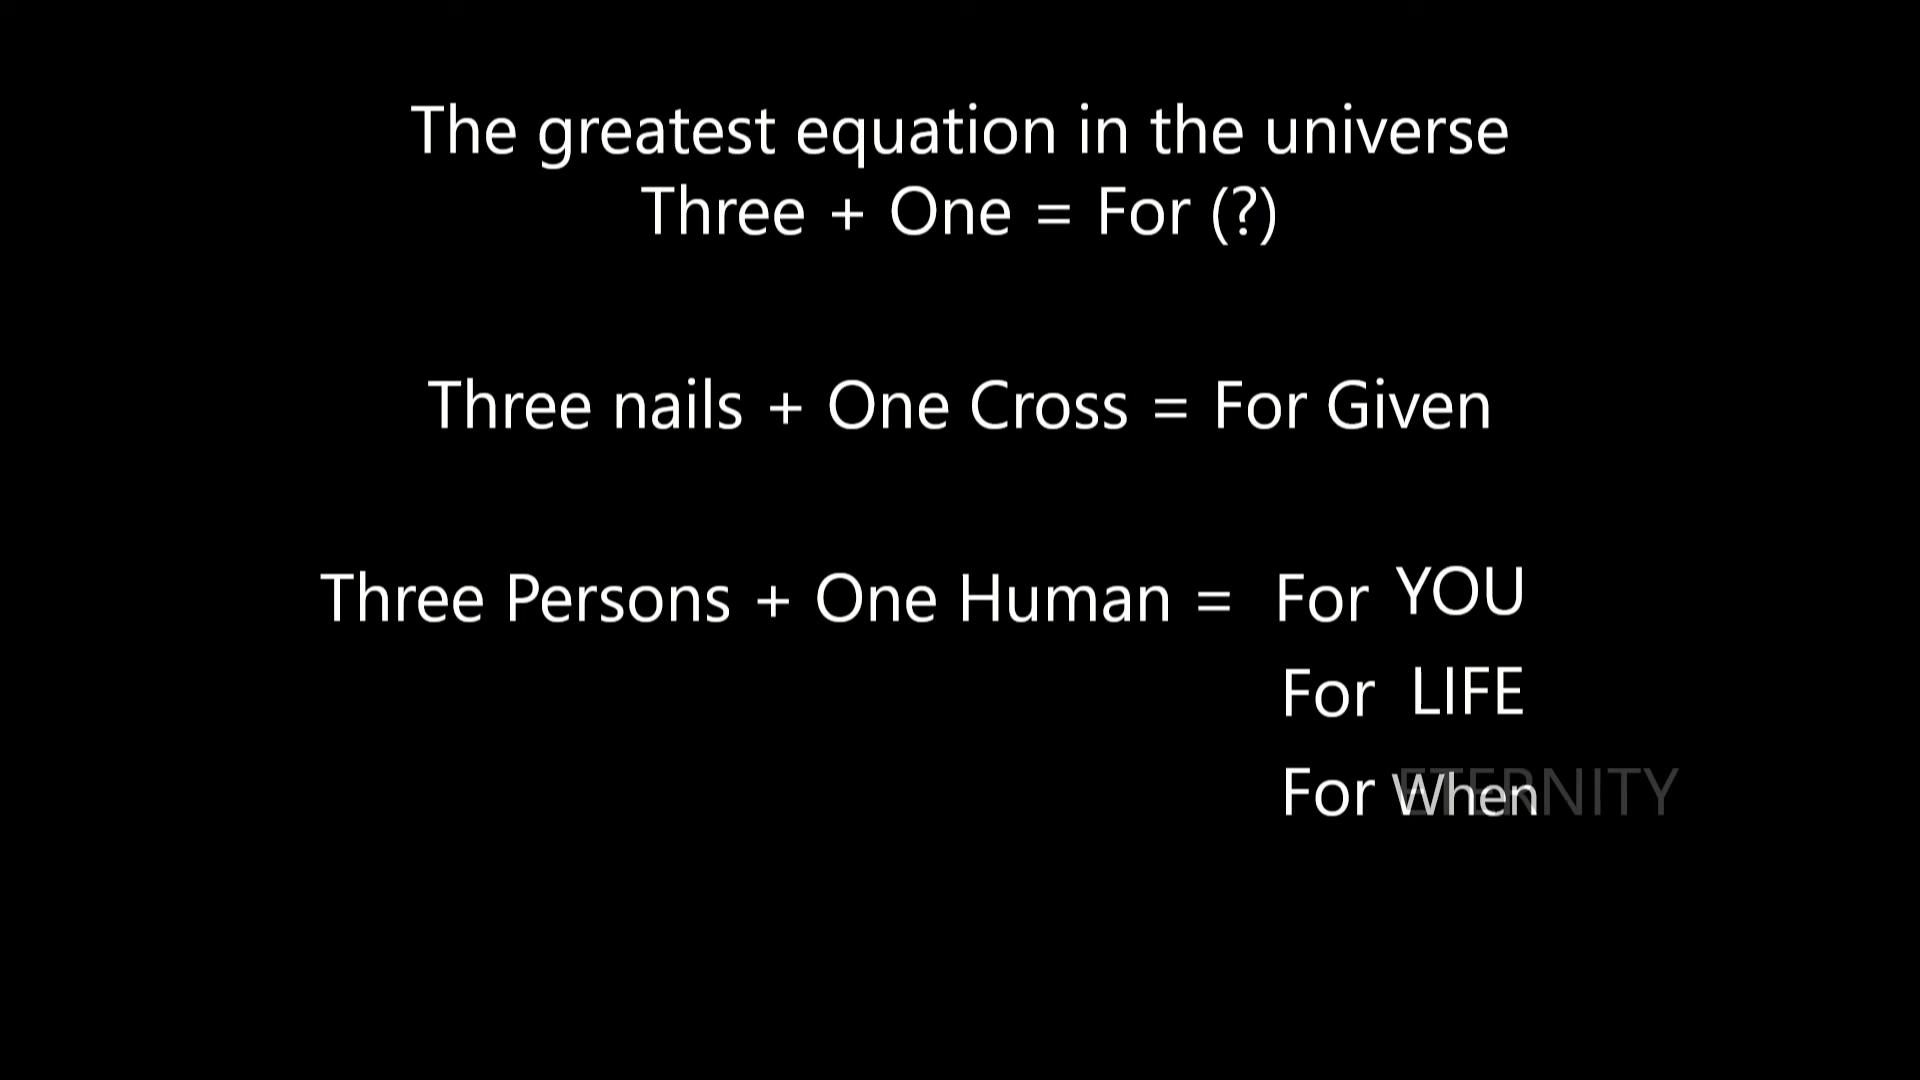 The greatest equation in the universe
Three + One = For (?)
Three nails + One Cross = For Given
Three Persons + One Human = For YOU
For LIFE
For When ETERNITY